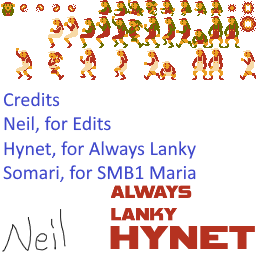 Credits
Neil, for Edits
Hynet, for Always Lanky
Somari, for SMB1 Maria
ALWAYS
LANKY
Neil HYNET